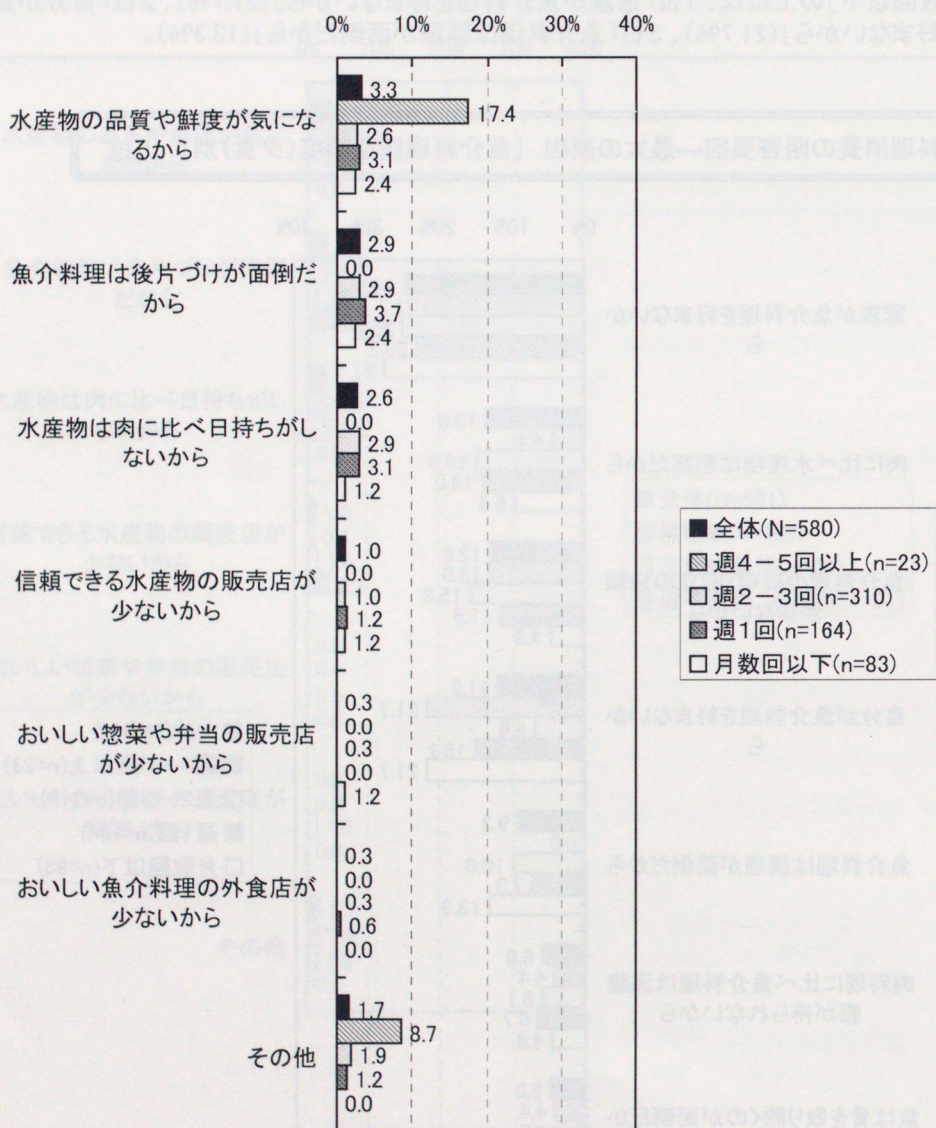 0% 10% 20% 30% 40%
水産物の品質や鮮度が気にな
るから
3.3
17.4
2.6
3.1
2.4
魚介料理は後片づけが面倒だ
から
2.9
0.0
2.9
3.7
2.4
水産物は肉に比べ日持ちがし
ないから
2.6
0.0
2.9
3.1
1.2
信頼できる水産物の販売店が
少ないから
1.0
0.0
1.0
1.2
1.2
おいしい惣菜や弁当の販売店
が少ないから
0.3
0.0
0.3
0.0
1.2
おいしい魚介料理の外食店が
少ないから
0.3
0.0
0.3
0.6
0.0
その他
1.7
8.7
1.9
1.2
0.0
全体(N=580)
週4－5回以上(n=23)
週2－3回(n=310)
週1回(n=164)
月数回以下(n=83)